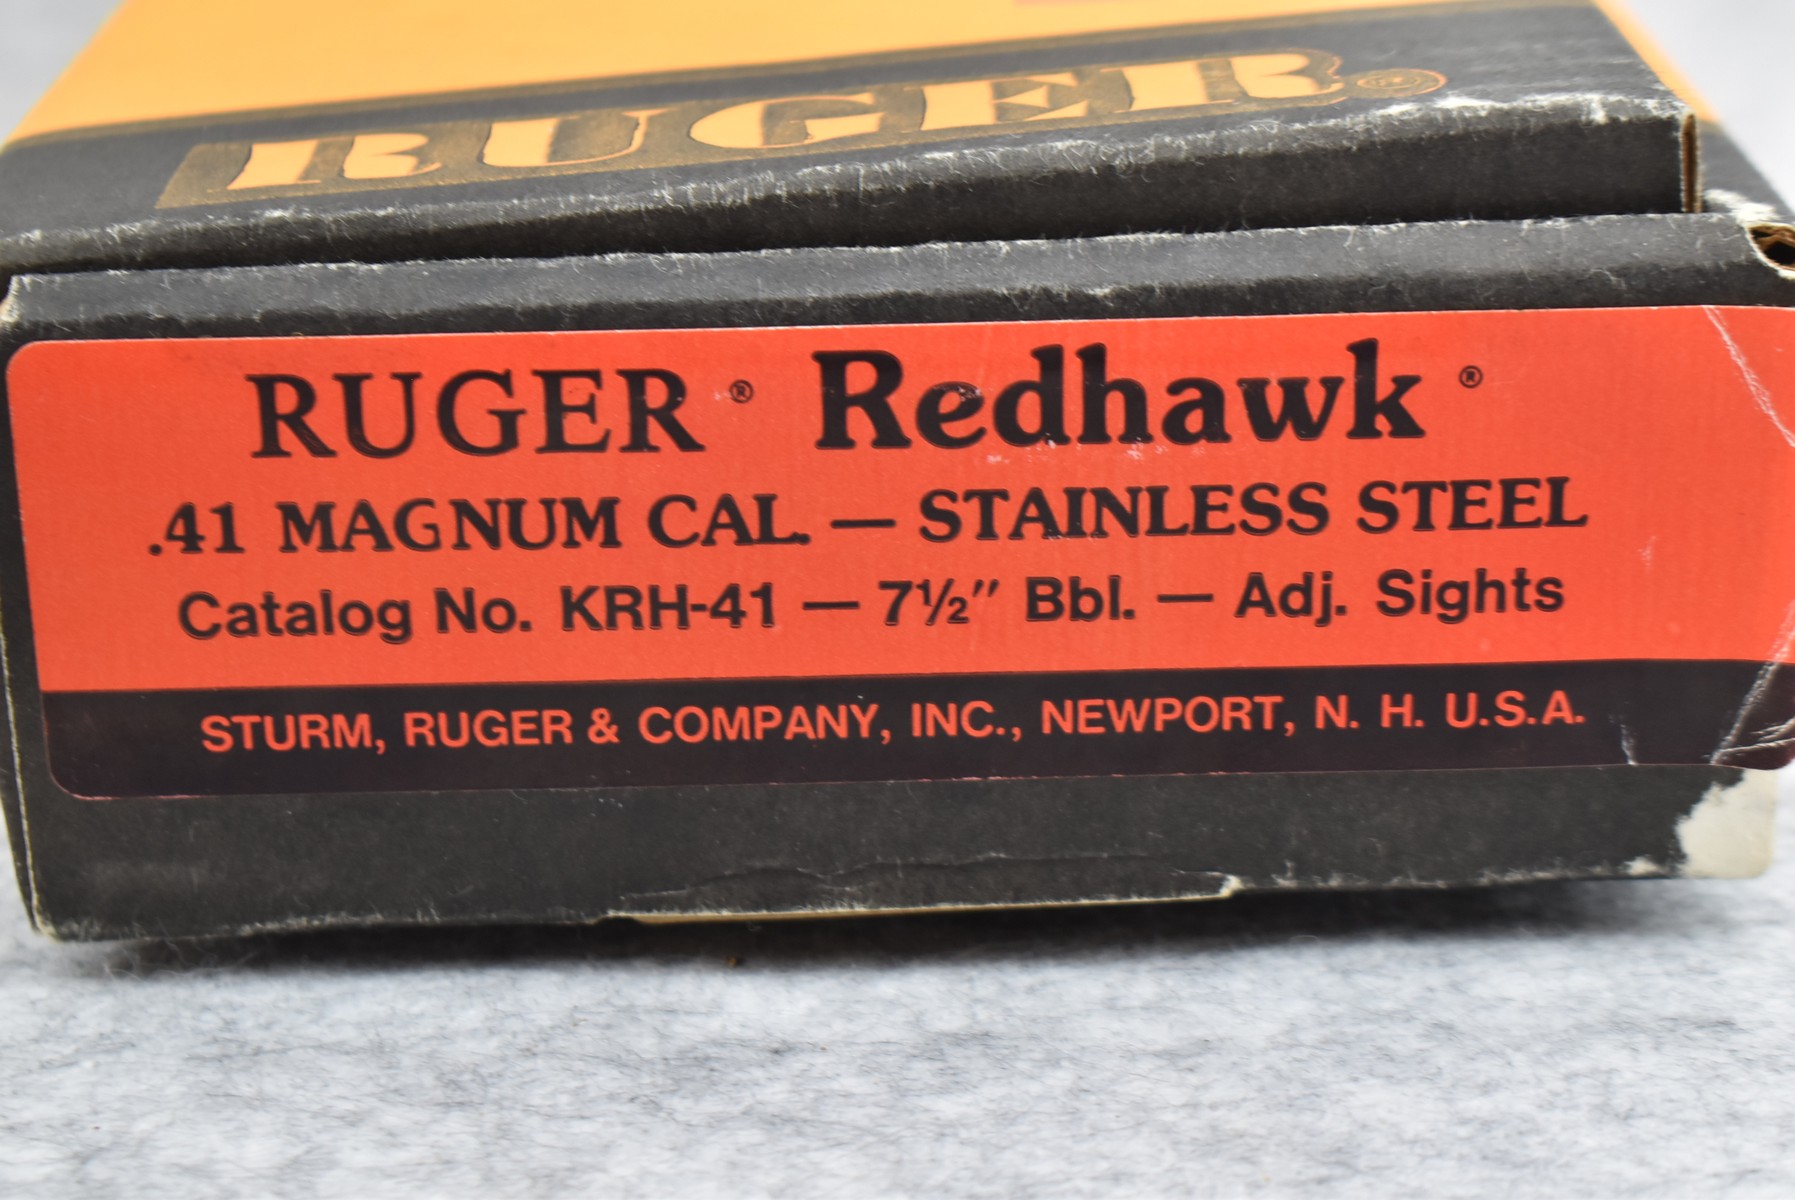 RUGER®
RUGER® Redhawk®
.41 MAGNUM CAL. — STAINLESS STEEL
Catalog No. KRH-41 — 7½″ Bbl. — Adj. Sights
STURM, RUGER & COMPANY, INC., NEWPORT, N. H. U.S.A.